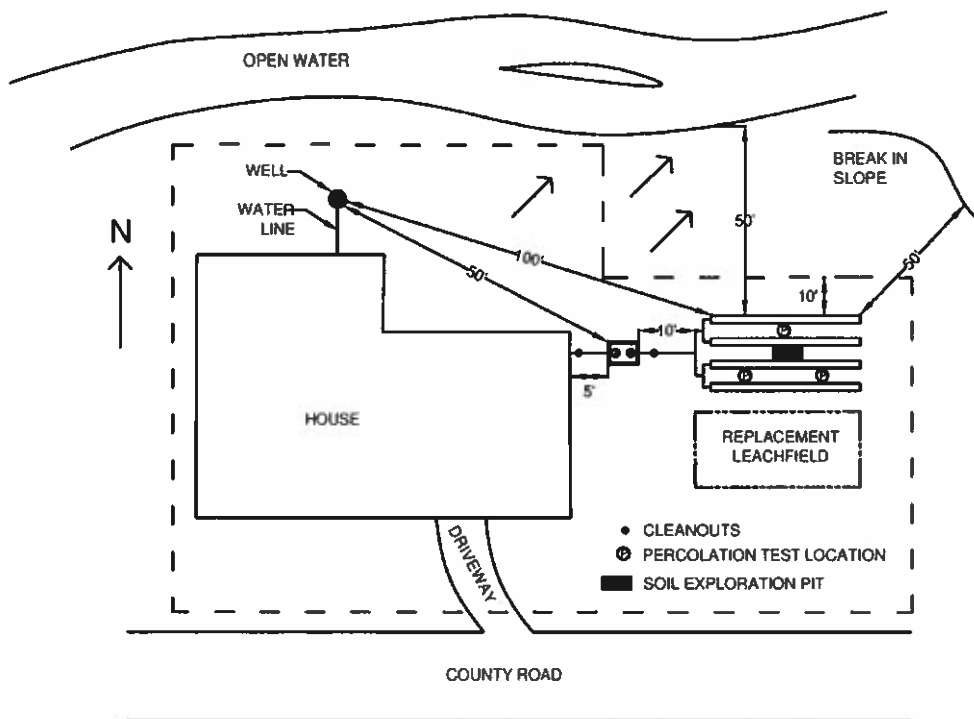 OPEN WATER
BREAK IN
SLOPE
WELL
WATER
LINE
N
50'
100'
50'
50'
10'
10'
5'
HOUSE
REPLACEMENT
LEACHFIELD
CLEANOUTS
P PERCOLATION TEST LOCATION
SOIL EXPLORATION PIT
DRIVEWAY
COUNTY ROAD